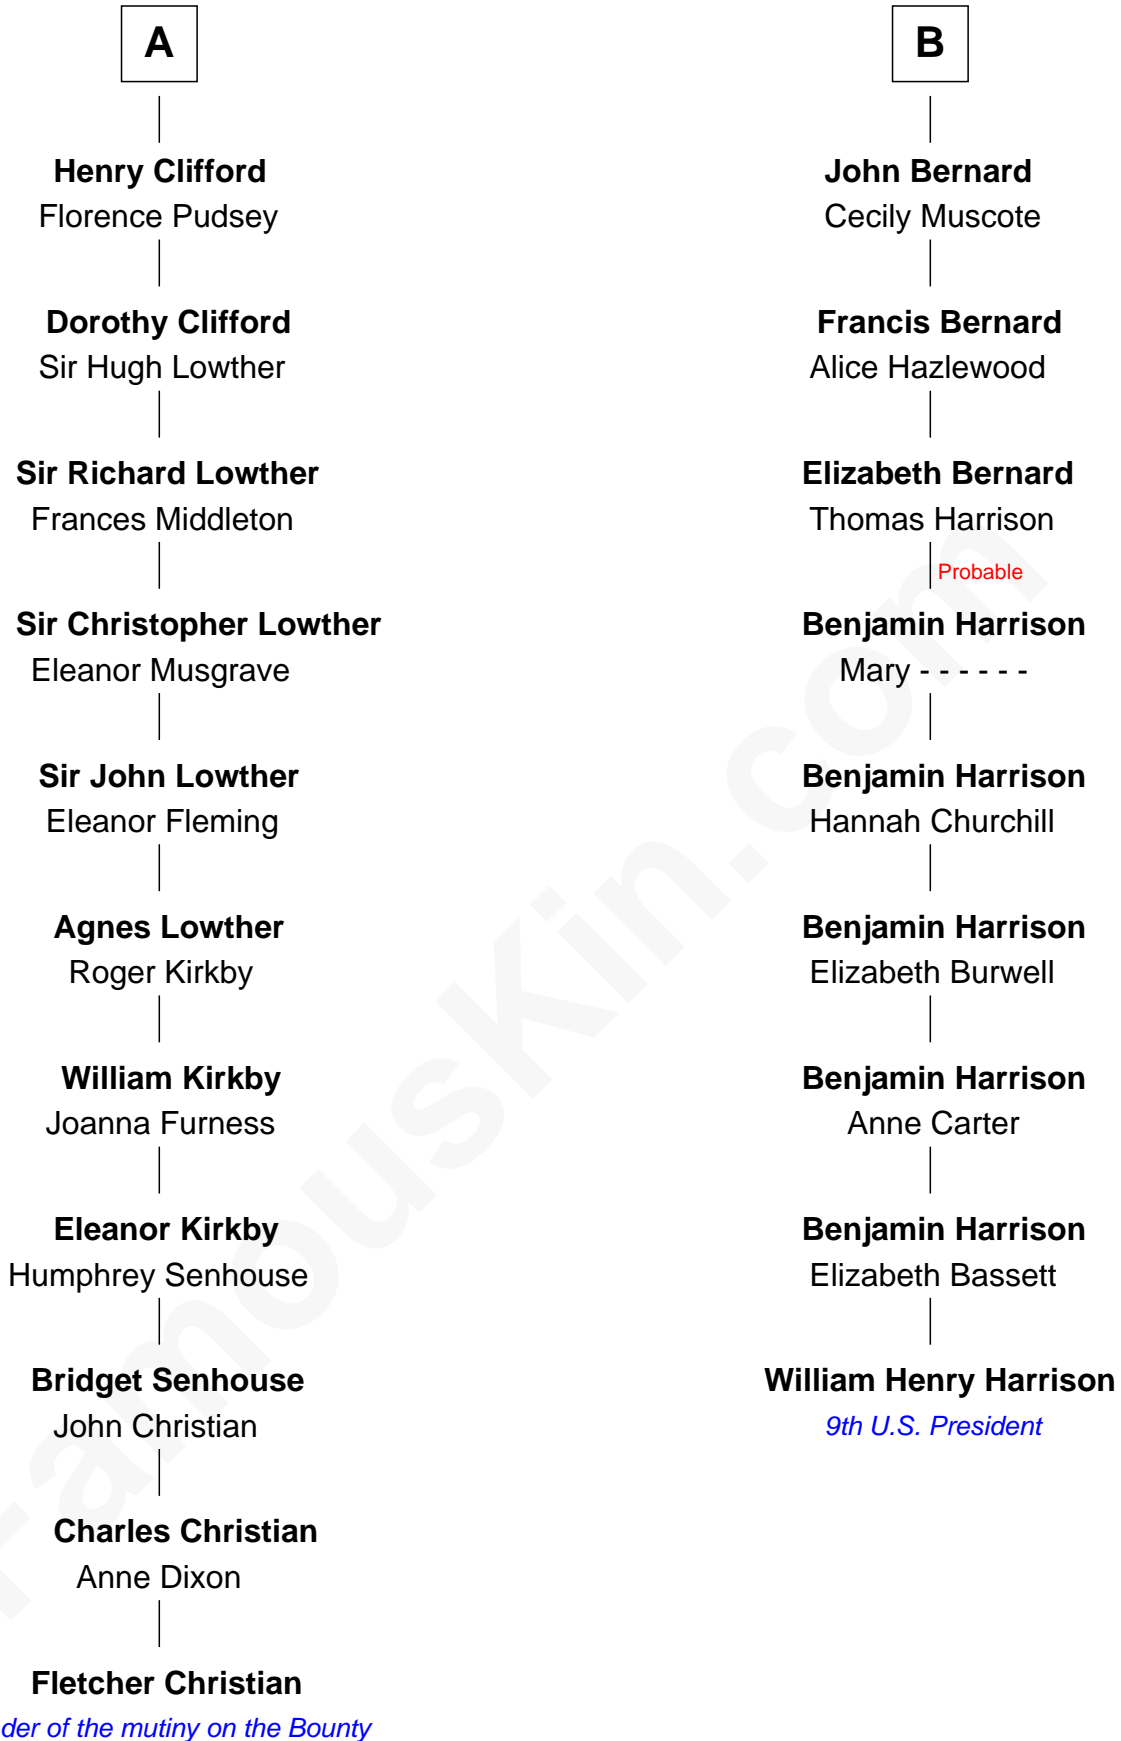 A
Henry Clifford
Florence Pudsey
Dorothy Clifford
Sir Hugh Lowther
Sir Richard Lowther
Frances Middleton
Sir Christopher Lowther
Eleanor Musgrave
Sir John Lowther
Eleanor Fleming
Agnes Lowther
Roger Kirkby
William Kirkby
Joanna Furness
Eleanor Kirkby
Humphrey Senhouse
Bridget Senhouse
John Christian
Charles Christian
Anne Dixon
Fletcher Christian
der of the mutiny on the Bounty
B
John Bernard
Cecily Muscote
Francis Bernard
Alice Hazlewood
Elizabeth Bernard
Thomas Harrison
Probable
Benjamin Harrison
Mary - - - - - -
Benjamin Harrison
Hannah Churchill
Benjamin Harrison
Elizabeth Burwell
Benjamin Harrison
Anne Carter
Benjamin Harrison
Elizabeth Bassett
William Henry Harrison
9th U.S. President
FamousKin.com